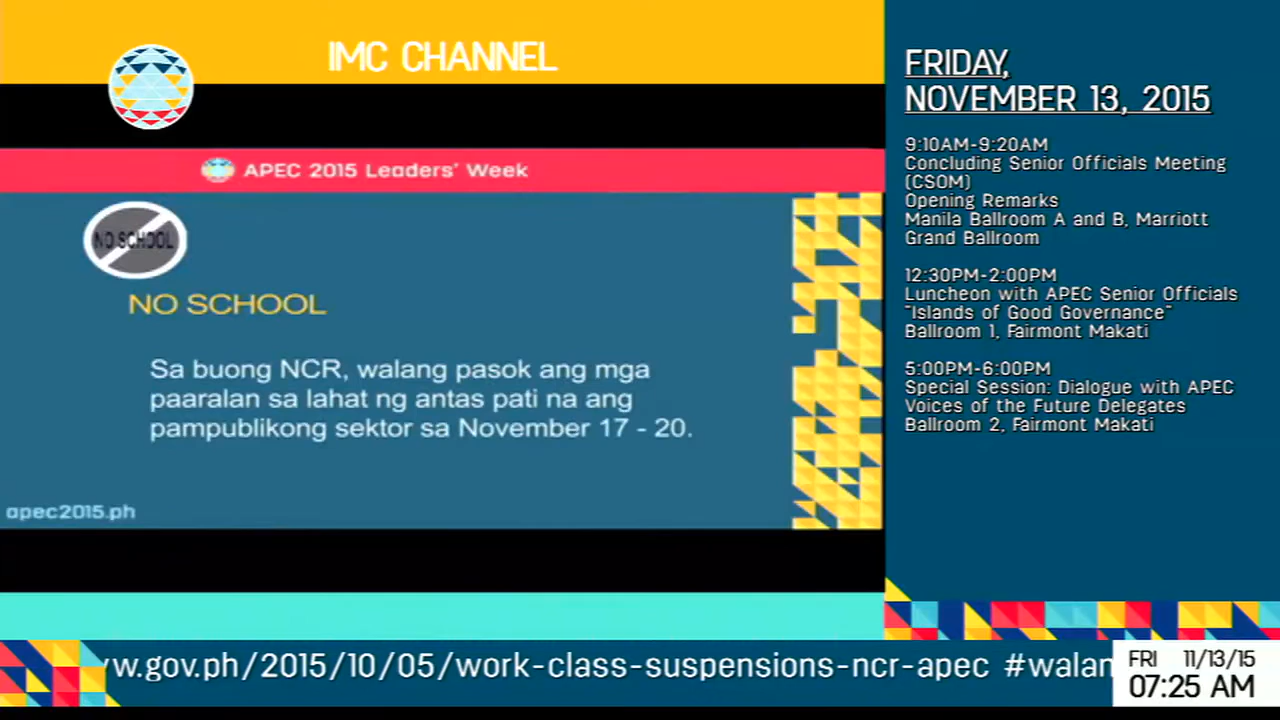 IMC CHANNEL
APEC 2015 Leaders' Week
NO SCHOOL
NO SCHOOL
Sa buong NCR, walang pasok ang mga
paaralan sa lahat ng antas pati na ang
pampublikong sektor sa November 17 - 20.
apec2015.ph
FRIDAY,
NOVEMBER 13, 2015
9:10AM-9:20AM
Concluding Senior Officials Meeting
(CSOM)
Opening Remarks
Manila Ballroom A and B, Marriott
Grand Ballroom
12:30PM-2:00PM
Luncheon with APEC Senior Officials
"Islands of Good Governance"
Ballroom 1, Fairmont Makati
5:00PM-6:00PM
Special Session: Dialogue with APEC
Voices of the Future Delegates
Ballroom 2, Fairmont Makati
w.gov.ph/2015/10/05/work-class-suspensions-ncr-apec #walan
FRI 11/13/15
07:25 AM